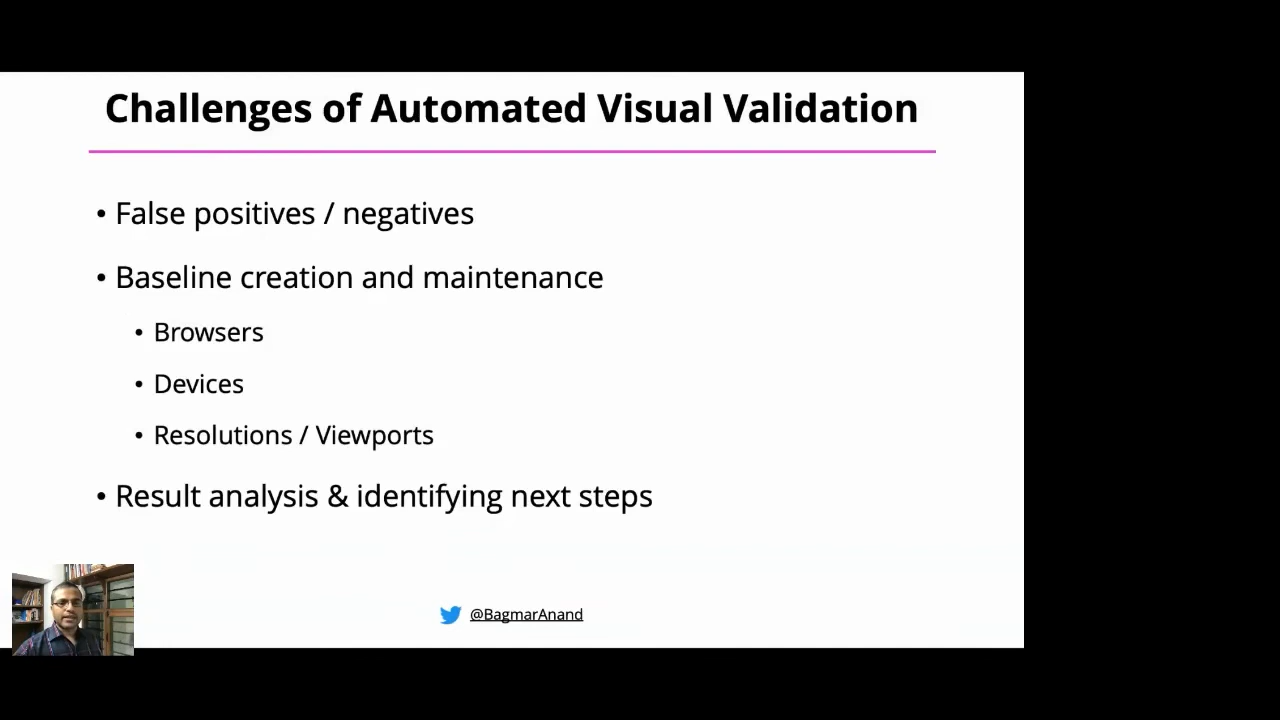 Challenges of Automated Visual Validation
• False positives / negatives
• Baseline creation and maintenance
• Browsers
• Devices
• Resolutions / Viewports
• Result analysis & identifying next steps
@BagmarAnand